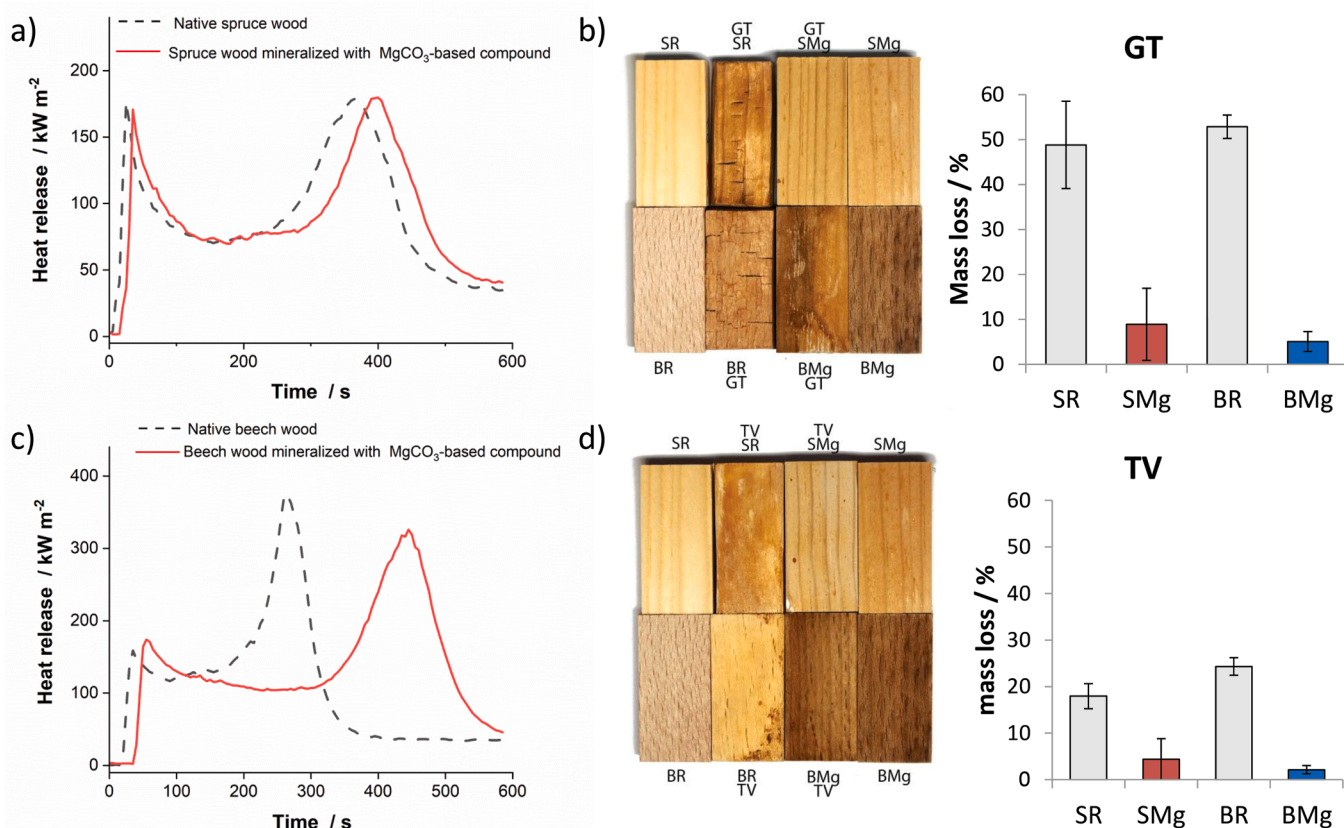 a)
Native spruce wood
Spruce wood mineralized with MgCO₃-based compound
Heat release / kW m⁻²
200
150
100
50
0
0 200 400 600
Time / s
b)
SR
GT
SR
GT
SMg
SMg
BR
BR
GT
BMg
GT
BMg
GT
Mass loss / %
60
50
40
30
20
10
0
SR SMg BR BMg
c)
Native beech wood
Beech wood mineralized with MgCO₃-based compound
Heat release / kW m⁻²
400
300
200
100
0
0 100 200 300 400 500 600
Time / s
d)
SR
TV
SR
TV
SMg
SMg
BR
BR
TV
BMg
TV
BMg
TV
mass loss / %
60
50
40
30
20
10
0
SR SMg BR BMg